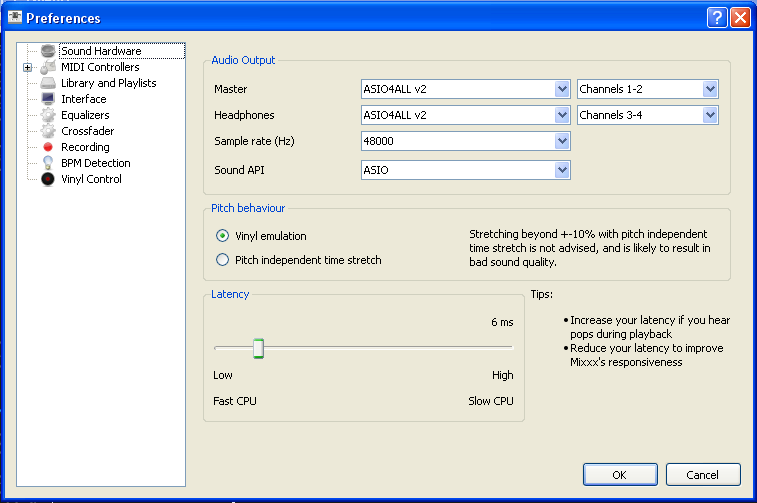 Preferences
Sound Hardware
MIDI Controllers
Library and Playlists
Interface
Equalizers
Crossfader
Recording
BPM Detection
Vinyl Control
Audio Output
Master ASIO4ALL v2 Channels 1-2
Headphones ASIO4ALL v2 Channels 3-4
Sample rate (Hz) 48000
Sound API ASIO
Pitch behaviour
Vinyl emulation
Pitch independent time stretch
Stretching beyond +-10% with pitch independent
time stretch is not advised, and is likely to result in
bad sound quality.
Latency
6 ms
Low High
Fast CPU Slow CPU
Tips:
•Increase your latency if you hear
pops during playback
•Reduce your latency to improve
Mixxx's responsiveness
OK Cancel